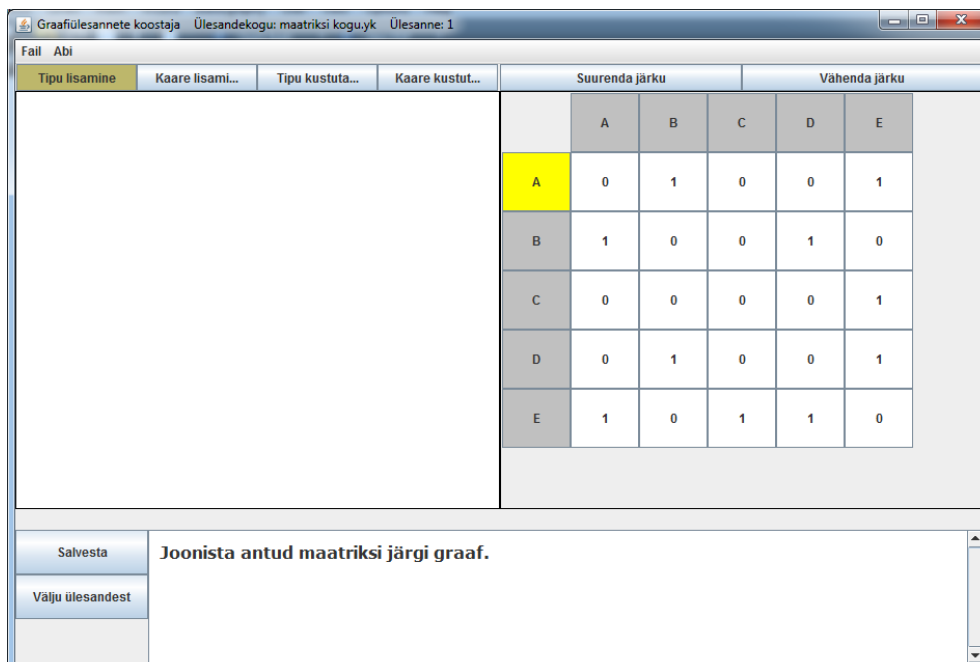 Graafiülesannete koostaja Ülesandekogu: maatriksi kogu.yk Ülesanne: 1
Fail Abi
Tipu lisamine Kaare lisami... Tipu kustuta... Kaare kustut... Suurenda järku Vähenda järku
A B C D E
A 0 1 0 0 1
B 1 0 0 1 0
C 0 0 0 0 1
D 0 1 0 0 1
E 1 0 1 1 0
Salvesta
Joonista antud maatriksi järgi graaf.
Välju ülesandest